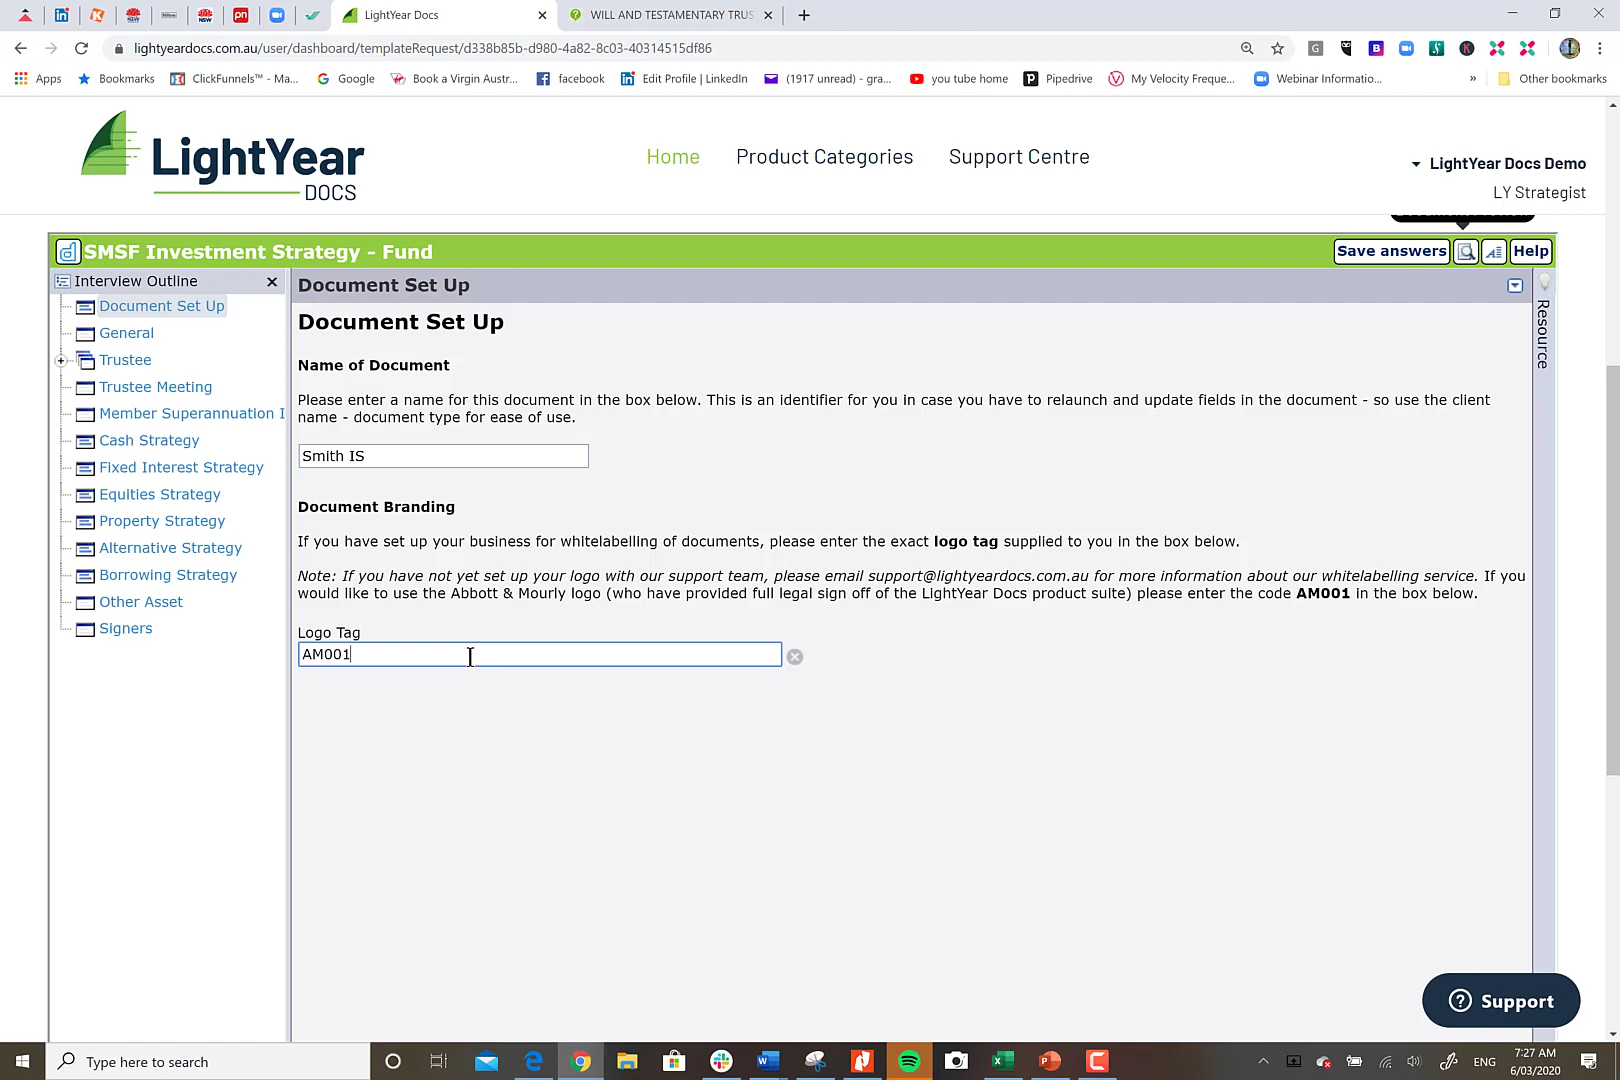 LightYear Docs
WILL AND TESTAMENTARY TRUS
lightyeardocs.com.au/user/dashboard/templateRequest/d338b85b-d980-4a82-8c03-40314515df86
Apps
Bookmarks
ClickFunnels™ - Ma...
Google
Book a Virgin Austr...
facebook
Edit Profile | LinkedIn
(1917 unread) - gra...
you tube home
Pipedrive
My Velocity Freque...
Webinar Informatio...
»
Other bookmarks
LightYear
DOCS
Home
Product Categories
Support Centre
LightYear Docs Demo
LY Strategist
SMSF Investment Strategy - Fund
Save answers
Help
Interview Outline
Document Set Up
General
Trustee
Trustee Meeting
Member Superannuation I
Cash Strategy
Fixed Interest Strategy
Equities Strategy
Property Strategy
Alternative Strategy
Borrowing Strategy
Other Asset
Signers
Document Set Up
Resource
Document Set Up
Name of Document
Please enter a name for this document in the box below. This is an identifier for you in case you have to relaunch and update fields in the document - so use the client
name - document type for ease of use.
Smith IS
Document Branding
If you have set up your business for whitelabelling of documents, please enter the exact logo tag supplied to you in the box below.
Note: If you have not yet set up your logo with our support team, please email support@lightyeardocs.com.au for more information about our whitelabelling service. If you
would like to use the Abbott & Mourly logo (who have provided full legal sign off of the LightYear Docs product suite) please enter the code AM001 in the box below.
Logo Tag
AM001
Support
Type here to search
ENG
7:27 AM
6/03/2020